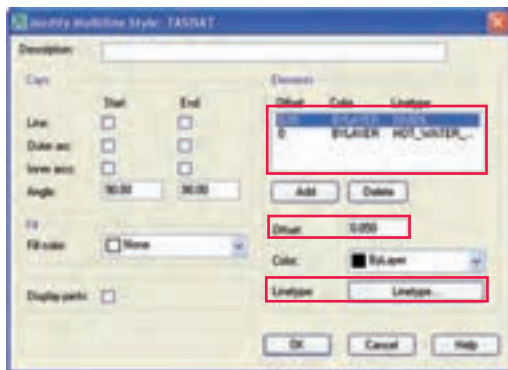 Modify Multiline Style: TASISAT
Description:
Caps
Start End
Line:
Outer arc:
Inner arcs:
Angle: 90.00 90.00
Fill
Fill color: None
Display joints:
Elements
Offset Color Linetype
BYLAYER
0 BYLAYER HOT_WATER_...
Add Delete
Offset: 0.050
Color: ByLayer
Linetype: Linetype...
OK Cancel Help